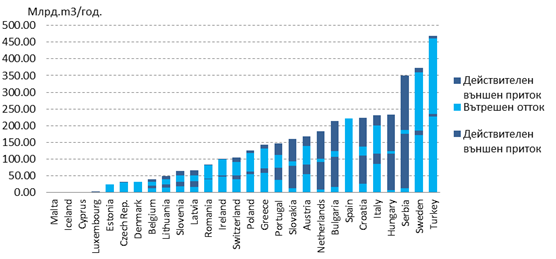 Млрд.m3/год.
500.00
450.00
400.00
350.00
300.00
250.00
200.00
150.00
100.00
50.00
0.00
Malta
Iceland
Cyprus
Luxembourg
Estonia
Czech Rep.
Denmark
Belgium
Lithuania
Slovenia
Latvia
Romania
Ireland
Switzerland
Poland
Greece
Portugal
Slovakia
Austria
Netherlands
Bulgaria
Spain
Croatia
Italy
Hungary
Serbia
Sweden
Turkey
Действителен
външен приток
Вътрешен отток
Действителен
външен приток